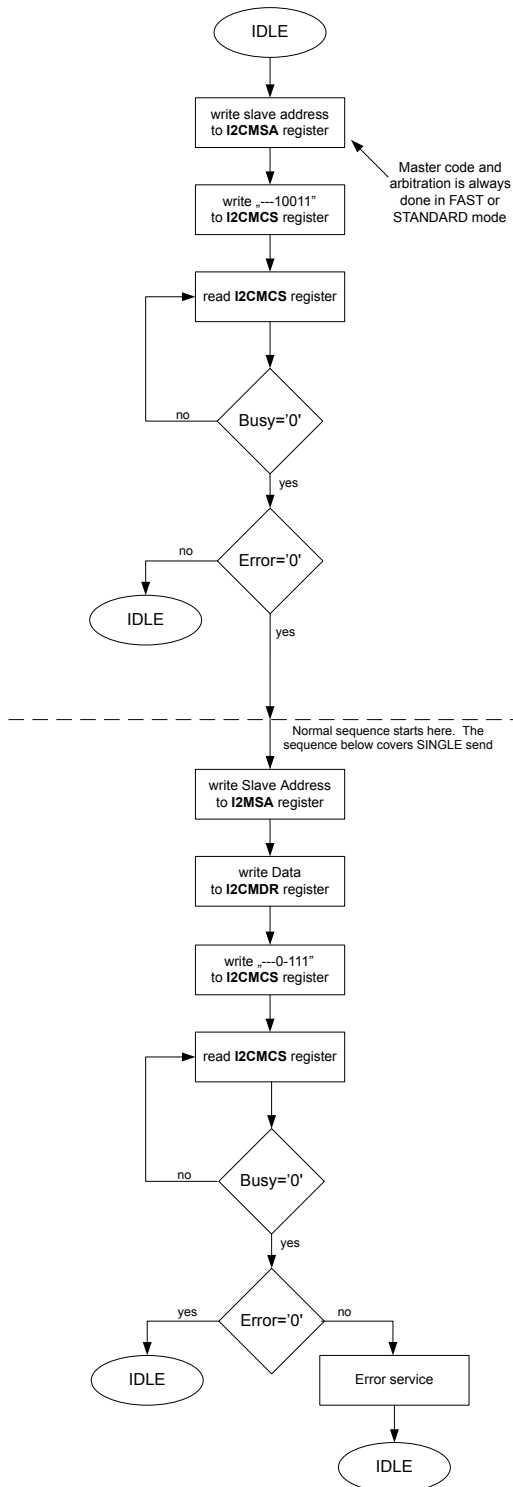 IDLE
write slave address
to I2CMSA register
Master code and
arbitration is always
done in FAST or
STANDARD mode
write „---10011”
to I2CMCS register
read I2CMCS register
no
Busy='0'
yes
no
Error='0'
IDLE
yes
Normal sequence starts here. The
sequence below covers SINGLE send
write Slave Address
to I2MSA register
write Data
to I2CMDR register
write „---0-111”
to I2CMCS register
read I2CMCS register
no
Busy='0'
yes
yes
Error='0'
no
IDLE
Error service
IDLE